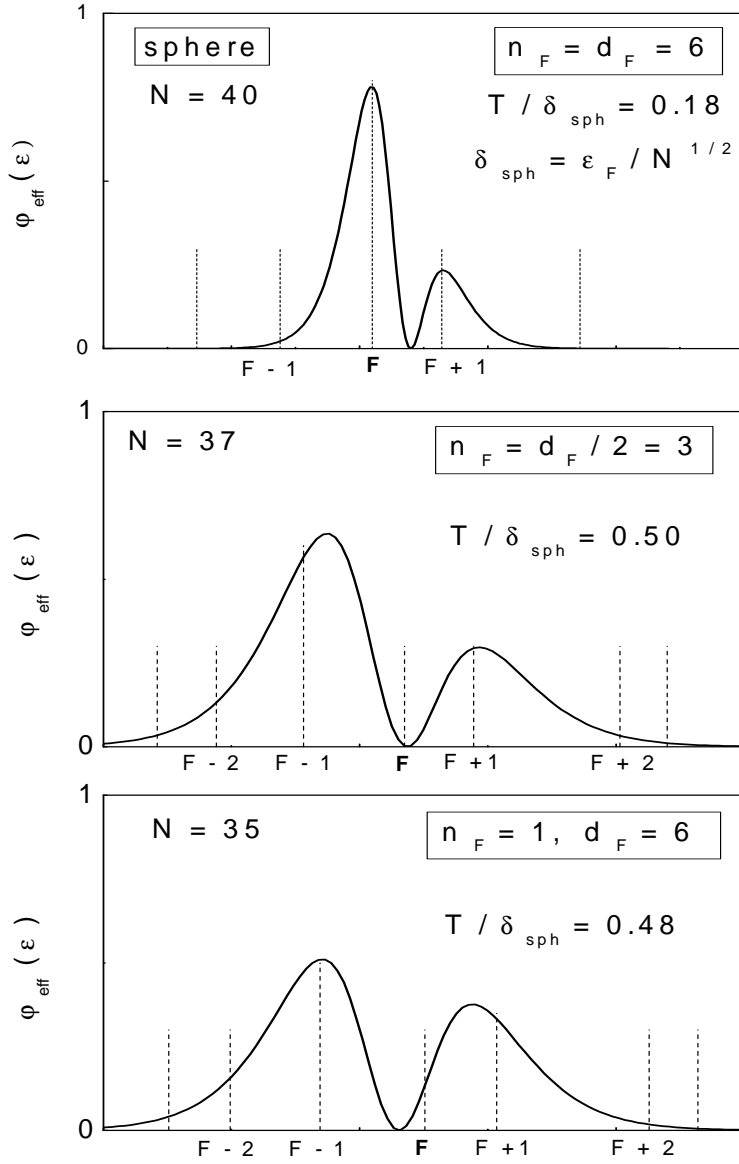 1
sphere
n F = d F = 6
N = 40
T / δ sph = 0.18
δ sph = ε F / N 1/2
φ eff (ε)
0
F - 1 F F + 1
1
N = 37
n F = d F / 2 = 3
T / δ sph = 0.50
φ eff (ε)
0
F - 2 F - 1 F F +1 F + 2
1
N = 35
n F = 1, d F = 6
T / δ sph = 0.48
φ eff (ε)
0
F - 2 F - 1 F F +1 F + 2